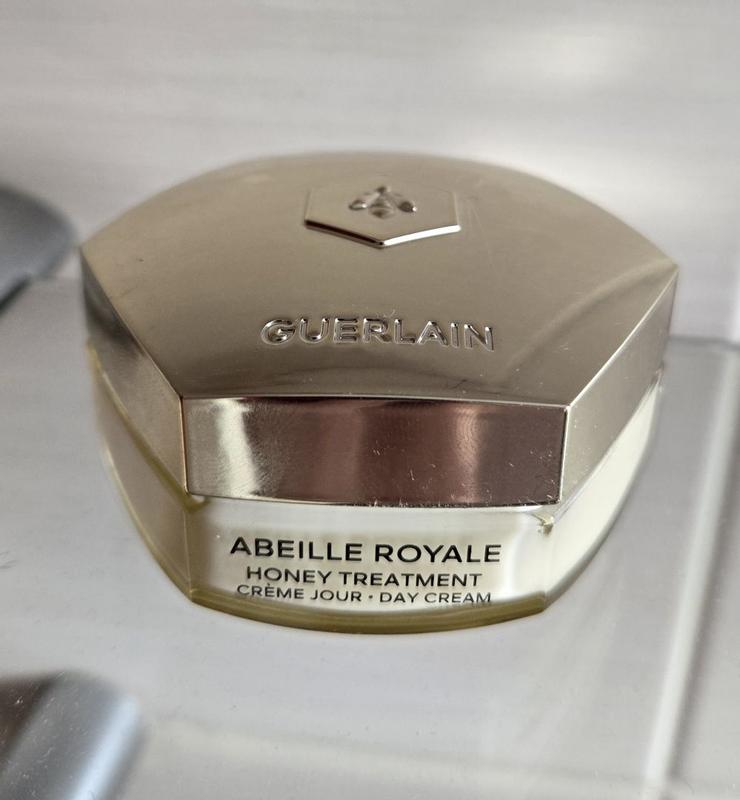 GUERLAIN
ABEILLE ROYALE
HONEY TREATMENT
CRÈME JOUR • DAY CREAM